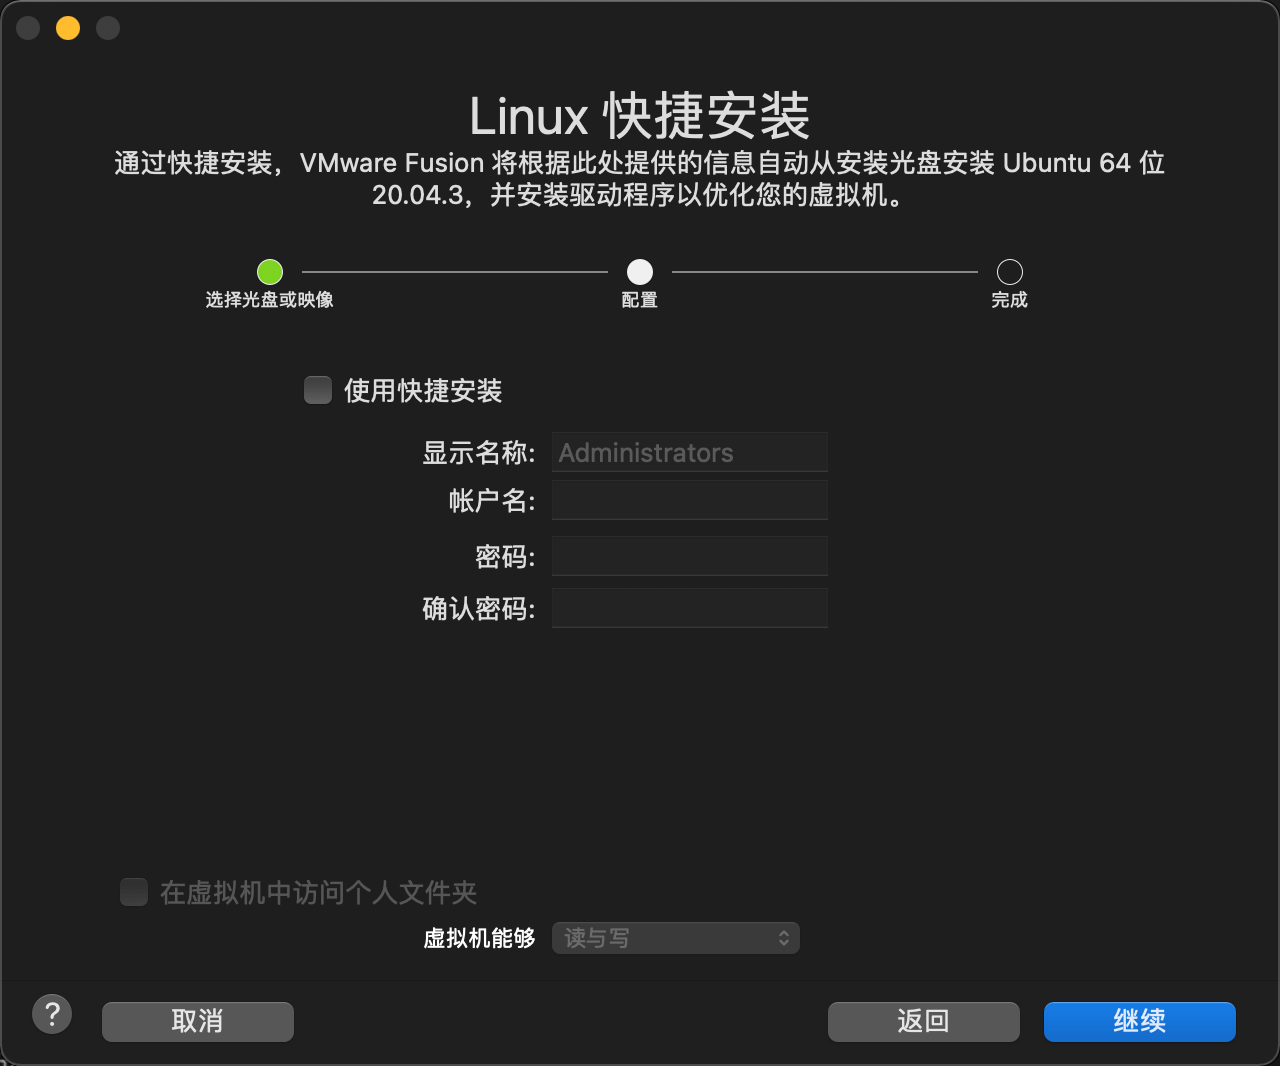 Linux 快捷安装
通过快捷安装，VMware Fusion 将根据此处提供的信息自动从安装光盘安装 Ubuntu 64 位
20.04.3，并安装驱动程序以优化您的虚拟机。
选择光盘或映像
配置
完成
使用快捷安装
显示名称: Administrators
帐户名:
密码:
确认密码:
在虚拟机中访问个人文件夹
虚拟机能够 读与写
? 取消 返回 继续